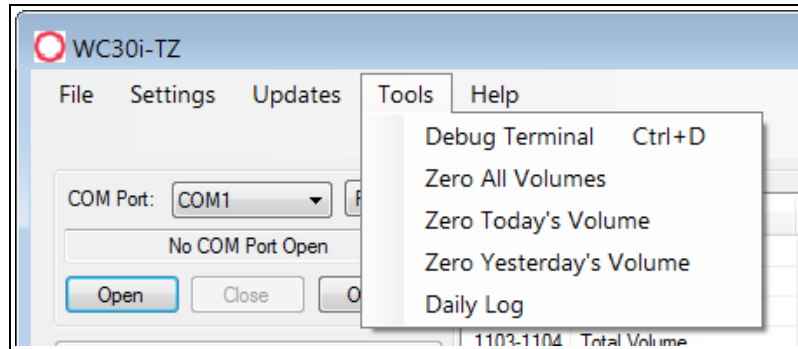 WC30i-TZ
File Settings Updates Tools Help
Debug Terminal Ctrl+D
Zero All Volumes
Zero Today's Volume
Zero Yesterday's Volume
Daily Log
COM Port: COM1
No COM Port Open
Open Close
1103-1104 Total Volume